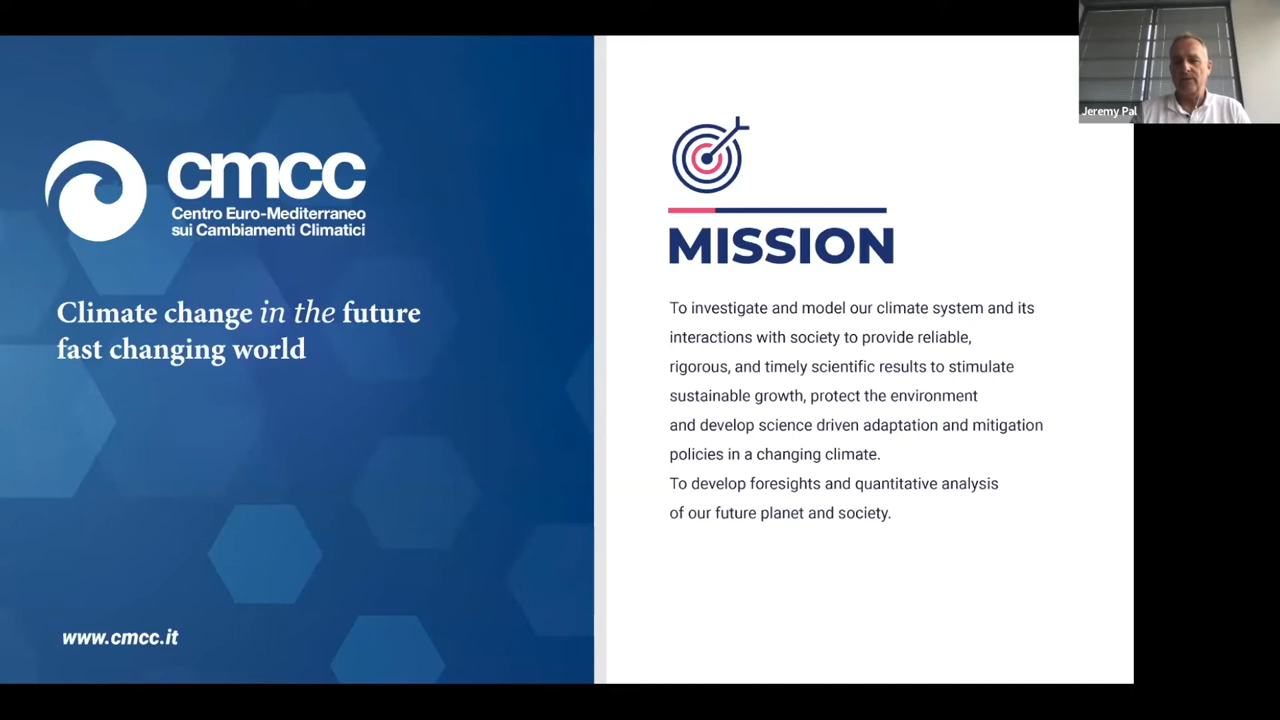 cmcc
Centro Euro-Mediterraneo
sui Cambiamenti Climatici
Climate change in the future
fast changing world
www.cmcc.it
MISSION
To investigate and model our climate system and its
interactions with society to provide reliable,
rigorous, and timely scientific results to stimulate
sustainable growth, protect the environment
and develop science driven adaptation and mitigation
policies in a changing climate.
To develop foresights and quantitative analysis
of our future planet and society.
Jeremy Pal